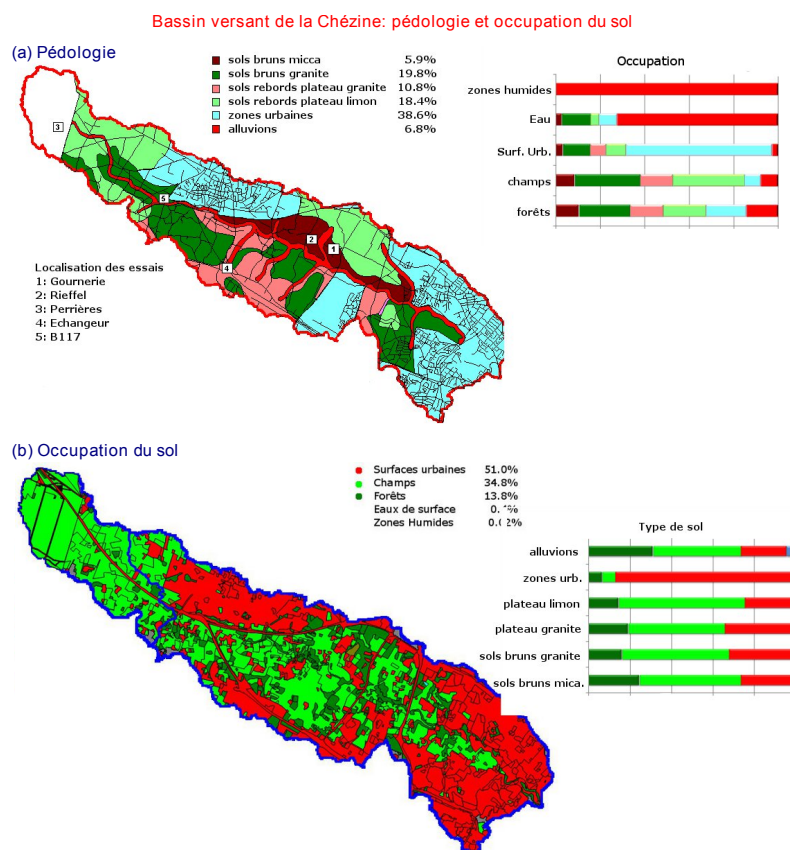 Bassin versant de la Chézine: pédologie et occupation du sol
(a) Pédologie
sols bruns micca 5.9%
sols bruns granite 19.8%
sols rebords plateau granite 10.8%
sols rebords plateau limon 18.4%
zones urbaines 38.6%
alluvions 6.8%
Occupation
zones humides
Eau
Surf. Urb.
champs
forêts
3
5
2
1
4
Localisation des essais
1: Gournerie
2: Rieffel
3: Perrières
4: Echangeur
5: B117
(b) Occupation du sol
Surfaces urbaines 51.0%
Champs 34.8%
Forêts 13.8%
Eaux de surface
Zones Humides
Type de sol
alluvions
zones urb.
plateau limon
plateau granite
sols bruns granite
sols bruns mica.